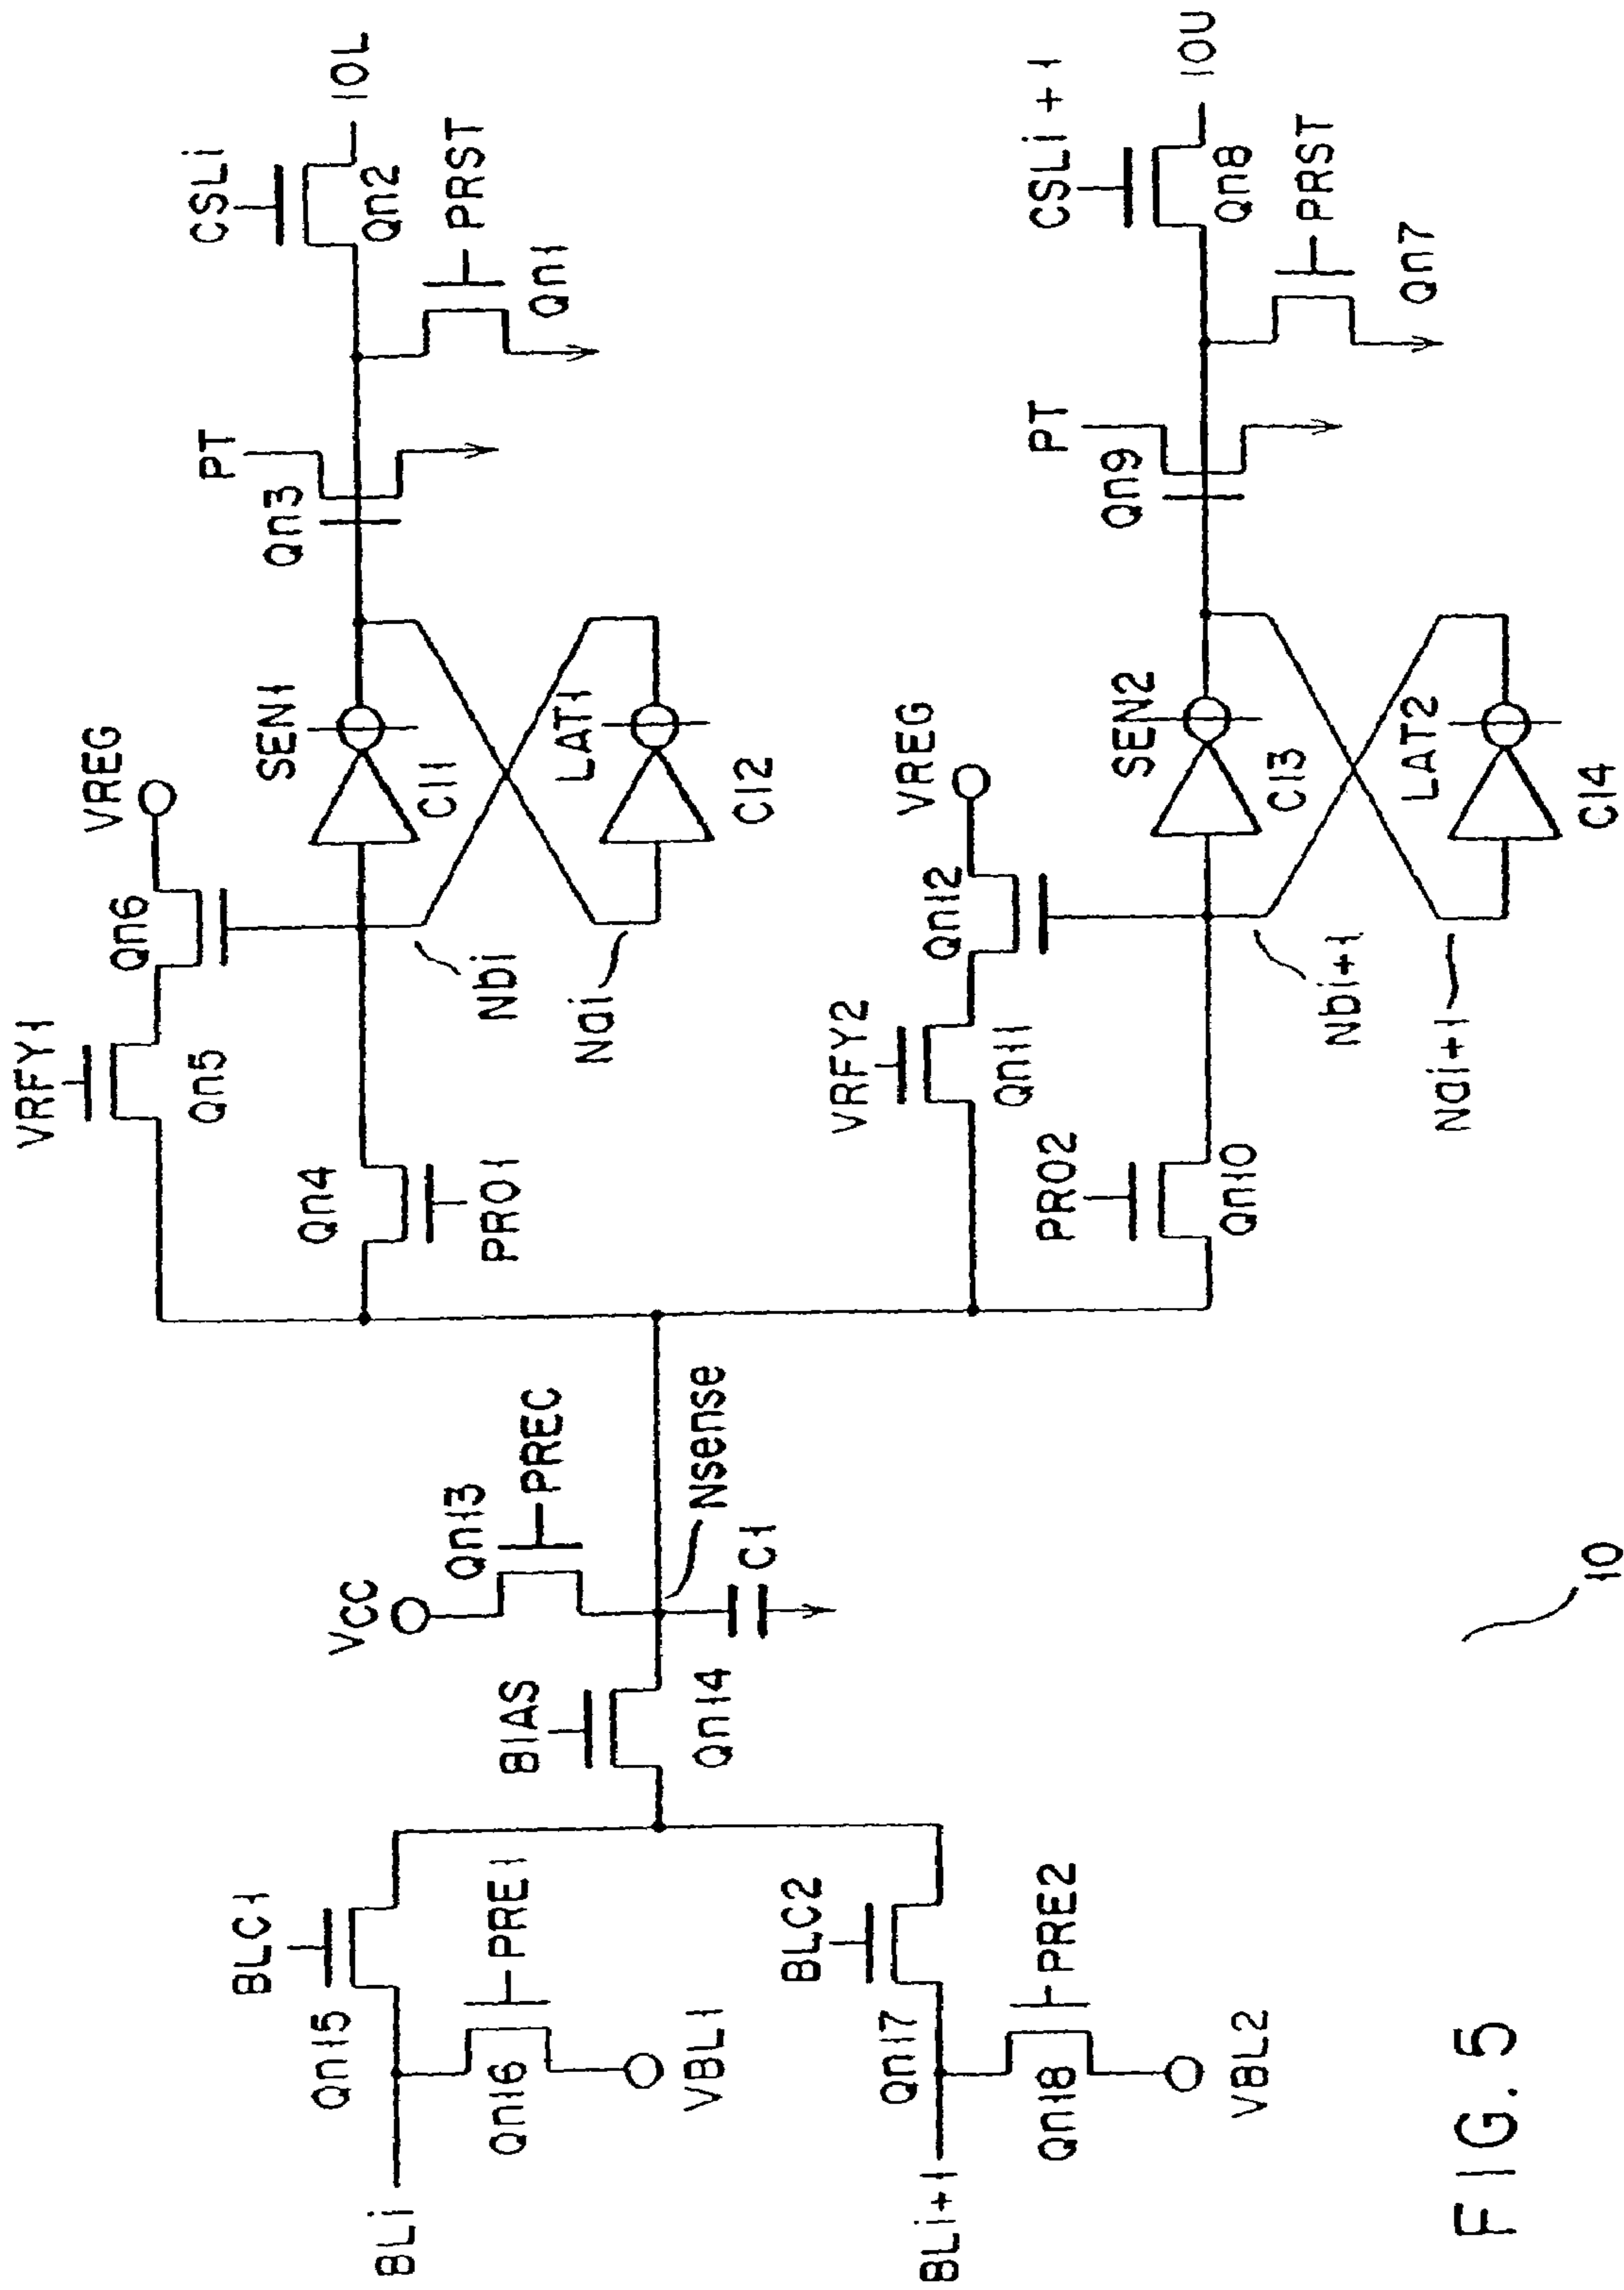 BLi
BLC1
Qn15
PRE1
Qn16
VBL1
BLi+1
BLC2
Qn17
PRE2
Qn18
VBL2
BIAS
Qn14
VCC
Qn13
PREC
Nsense
C1
VRFY1
Qn5
Qn6
VREG
Qn4
PRO1
Nbi
Nai
SEN1
CI1
LAT1
CI2
PT
Qn3
CSLi
Qn2
IOL
PRST
Qn1
VRFY2
Qn11
Qn12
VREG
PRO2
Qn10
Nbi+1
Nai+1
SEN2
CI3
LAT2
CI4
PT
Qn9
CSLi+1
Qn8
IOU
PRST
Qn7
10
FIG. 5